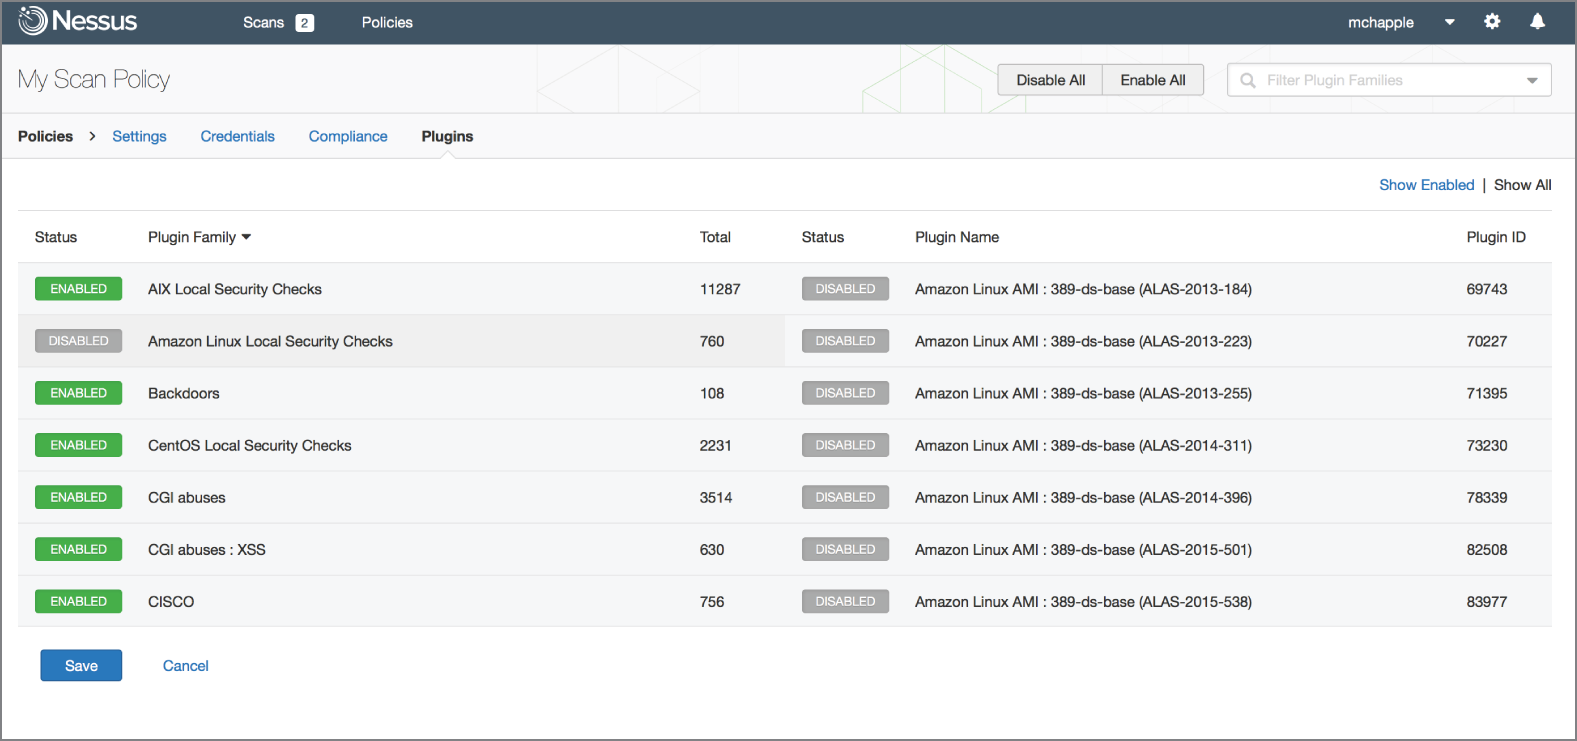 Nessus Scans 2 Policies mchapple
My Scan Policy Disable All Enable All Filter Plugin Families
Policies > Settings Credentials Compliance Plugins
Show Enabled | Show All
Status Plugin Family Total Status Plugin Name Plugin ID
ENABLED AIX Local Security Checks 11287 DISABLED Amazon Linux AMI : 389-ds-base (ALAS-2013-184) 69743
DISABLED Amazon Linux Local Security Checks 760 DISABLED Amazon Linux AMI : 389-ds-base (ALAS-2013-223) 70227
ENABLED Backdoors 108 DISABLED Amazon Linux AMI : 389-ds-base (ALAS-2013-255) 71395
ENABLED CentOS Local Security Checks 2231 DISABLED Amazon Linux AMI : 389-ds-base (ALAS-2014-311) 73230
ENABLED CGI abuses 3514 DISABLED Amazon Linux AMI : 389-ds-base (ALAS-2014-396) 78339
ENABLED CGI abuses : XSS 630 DISABLED Amazon Linux AMI : 389-ds-base (ALAS-2015-501) 82508
ENABLED CISCO 756 DISABLED Amazon Linux AMI : 389-ds-base (ALAS-2015-538) 83977
Save Cancel